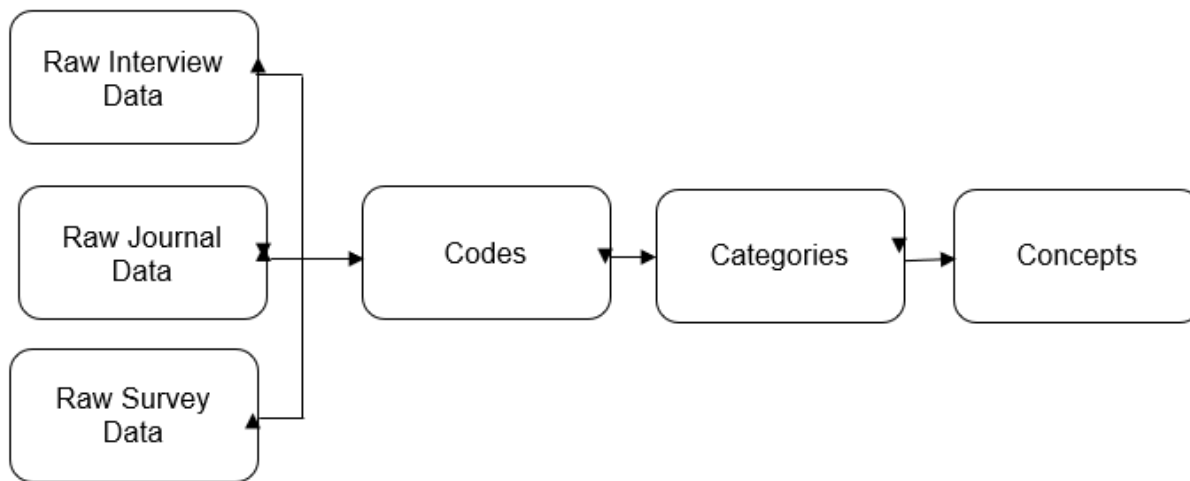 Raw Interview
Data
Raw Journal
Data
Codes
Categories
Concepts
Raw Survey
Data